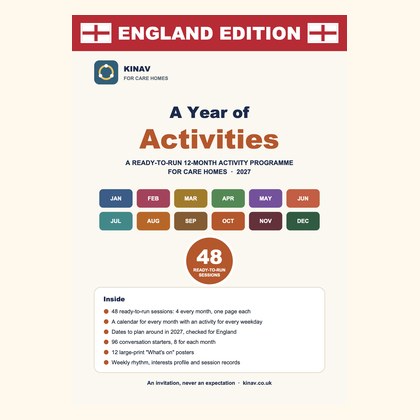 ENGLAND EDITION
KINAV
FOR CARE HOMES
A Year of
Activities
A READY-TO-RUN 12-MONTH ACTIVITY PROGRAMME
FOR CARE HOMES · 2027
JAN FEB MAR APR MAY JUN
JUL AUG SEP OCT NOV DEC
48
READY-TO-RUN
SESSIONS
Inside
48 ready-to-run sessions: 4 every month, one page each
A calendar for every month with an activity for every weekday
Dates to plan around in 2027, checked for England
96 conversation starters, 8 for each month
12 large-print "What's on" posters
Weekly rhythm, interests profile and session records
An invitation, never an expectation · kinav.co.uk